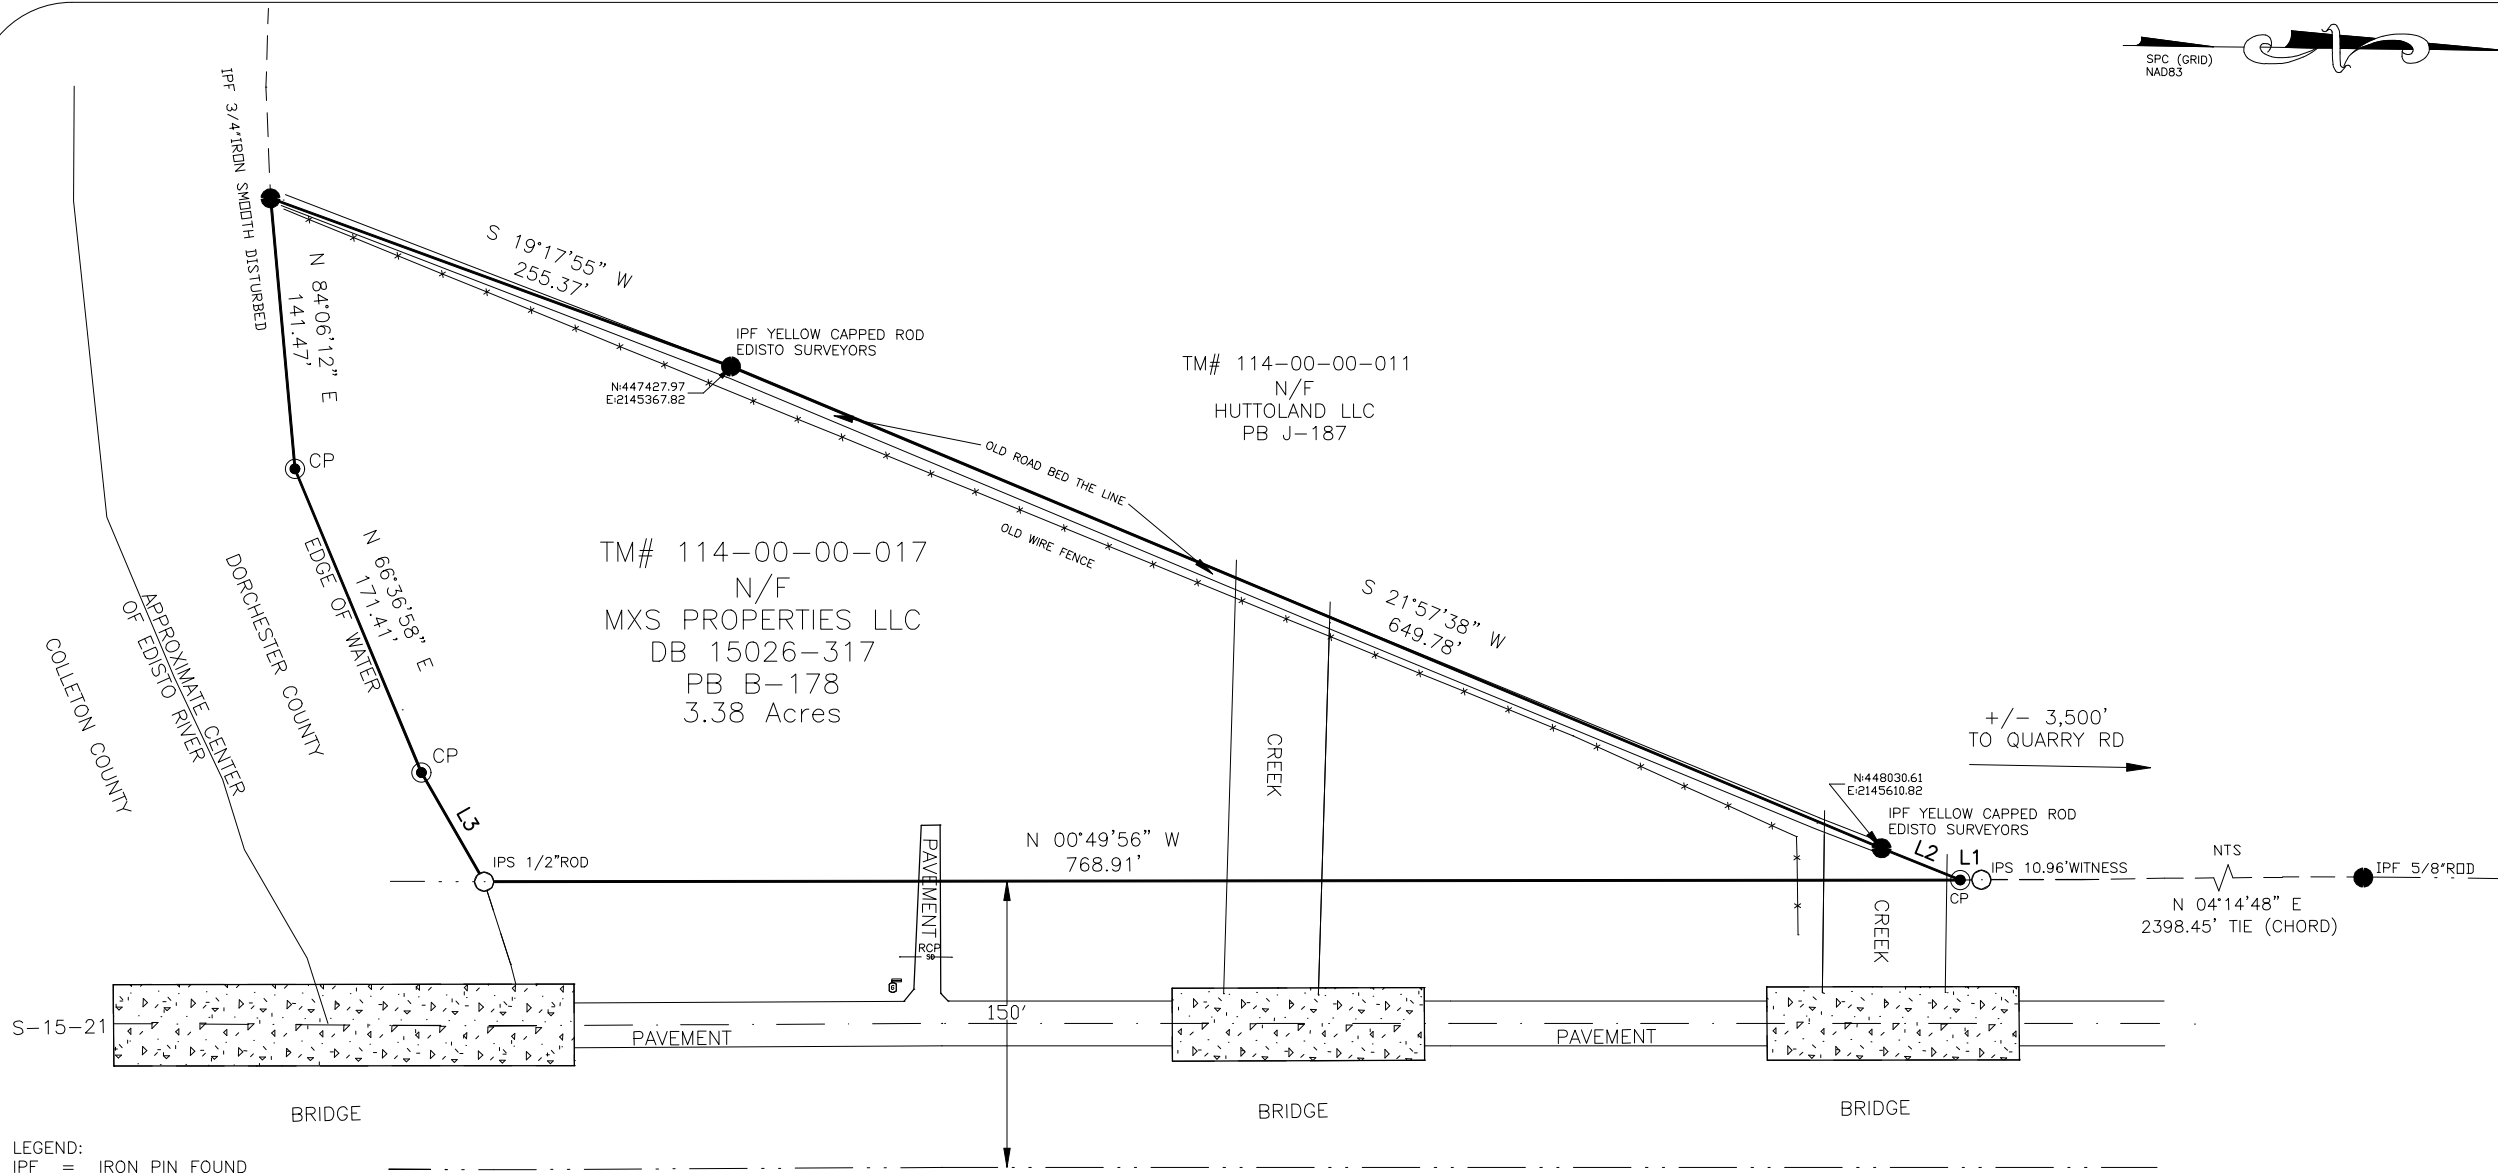 SPC (GRID)
NAD83
IPF 3/4"IRON SMOOTH DISTURBED
S 19°17'55" W
255.37'
N 84°06'12" E
141.47'
IPF YELLOW CAPPED ROD
EDISTO SURVEYORS
N:447427.97
E:2145367.82
TM# 114-00-00-011
N/F
HUTTOLAND LLC
PB J-187
OLD ROAD BED THE LINE
OLD WIRE FENCE
CP
TM# 114-00-00-017
N/F
MXS PROPERTIES LLC
DB 15026-317
PB B-178
3.38 Acres
N 66°36'58" E
171.41'
EDGE OF WATER
DORCHESTER COUNTY
APPROXIMATE CENTER
OF EDISTO RIVER
COLLETON COUNTY
S 21°57'38" W
649.78'
CREEK
+/- 3,500'
TO QUARRY RD
CP
L3
N:448030.61
E:2145610.82
IPF YELLOW CAPPED ROD
EDISTO SURVEYORS
L2
L1
IPS 1/2"ROD
PAVEMENT
N 00°49'56" W
768.91'
IPS 10.96'WITNESS
CP
NTS
IPF 5/8"ROD
N 04°14'48" E
2398.45' TIE (CHORD)
CREEK
RCP
SD
G
150'
S-15-21
PAVEMENT
PAVEMENT
BRIDGE
BRIDGE
BRIDGE
LEGEND:
IPF = IRON PIN FOUND